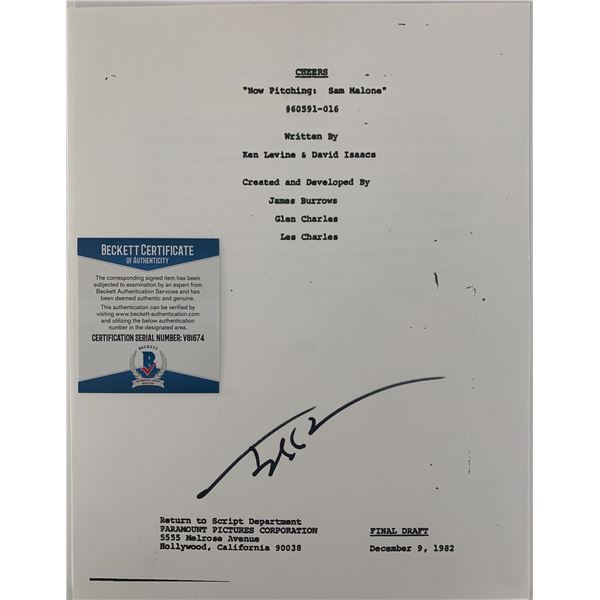 CHEERS
"Now Pitching: Sam Malone"
#60591-016
Written By
Ken Levine & David Isaacs
Created and Developed By
James Burrows
Glen Charles
Les Charles
BECKETT CERTIFICATE
OF AUTHENTICITY
The corresponding signed item has been
subjected to examination by an expert from
Beckett Authentication Services and has
been deemed authentic and genuine.
This authentication can be verified by
visiting www.beckett-authentication.com
and utilizing the below authentication
number in the designated area.
CERTIFICATION SERIAL NUMBER: V81674
BECKETT
B
Return to Script Department
PARAMOUNT PICTURES CORPORATION
5555 Melrose Avenue
Hollywood, California 90038
FINAL DRAFT
December 9, 1982